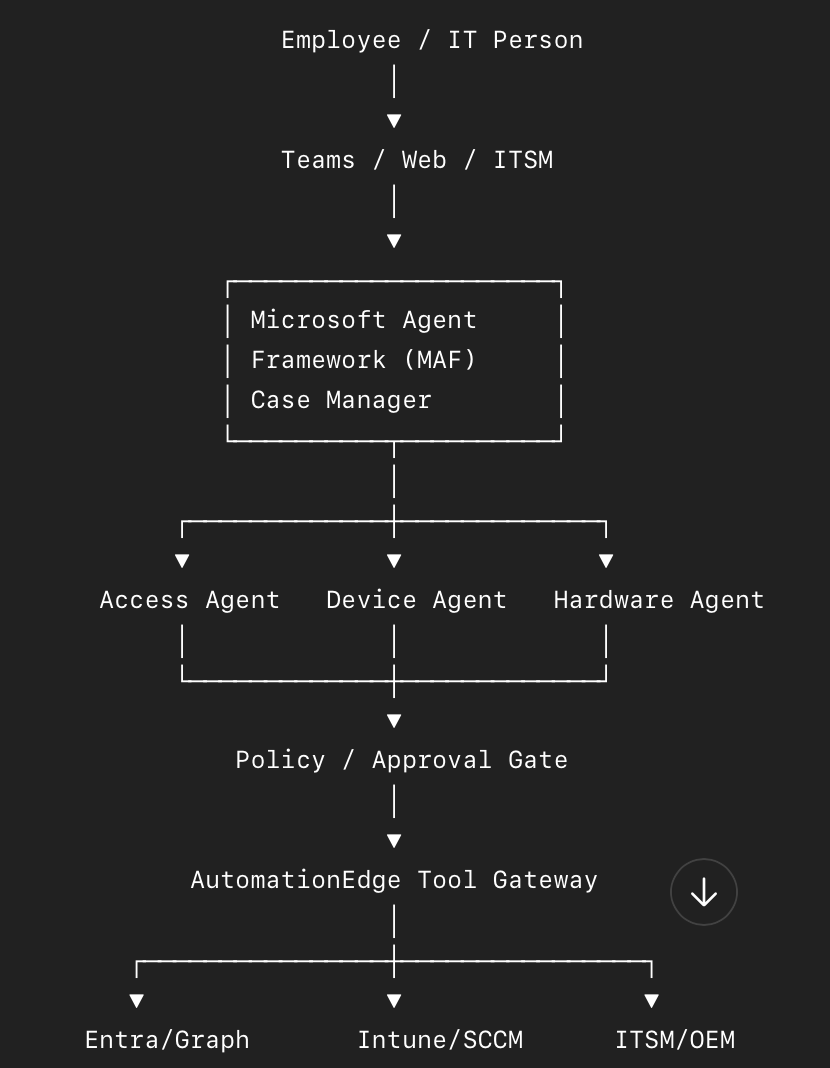 Employee / IT Person
Teams / Web / ITSM
Microsoft Agent
Framework (MAF)
Case Manager
Access Agent Device Agent Hardware Agent
Policy / Approval Gate
AutomationEdge Tool Gateway
Entra/Graph Intune/SCCM ITSM/OEM